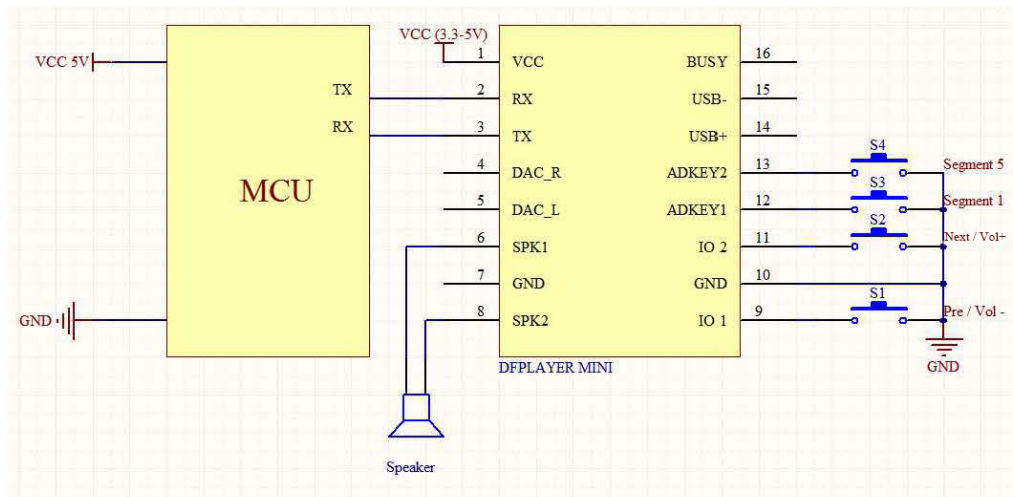 VCC 5V
GND
MCU
TX
RX
VCC (3.3-5V)
1 VCC
2 RX
3 TX
4 DAC_R
5 DAC_L
6 SPK1
7 GND
8 SPK2
BUSY 16
USB- 15
USB+ 14
ADKEY2 13
ADKEY1 12
IO 2 11
GND 10
IO 1 9
DFPLAYER MINI
S4
Segment 5
S3
Segment 1
S2
Next / Vol+
S1
Pre / Vol -
GND
Speaker